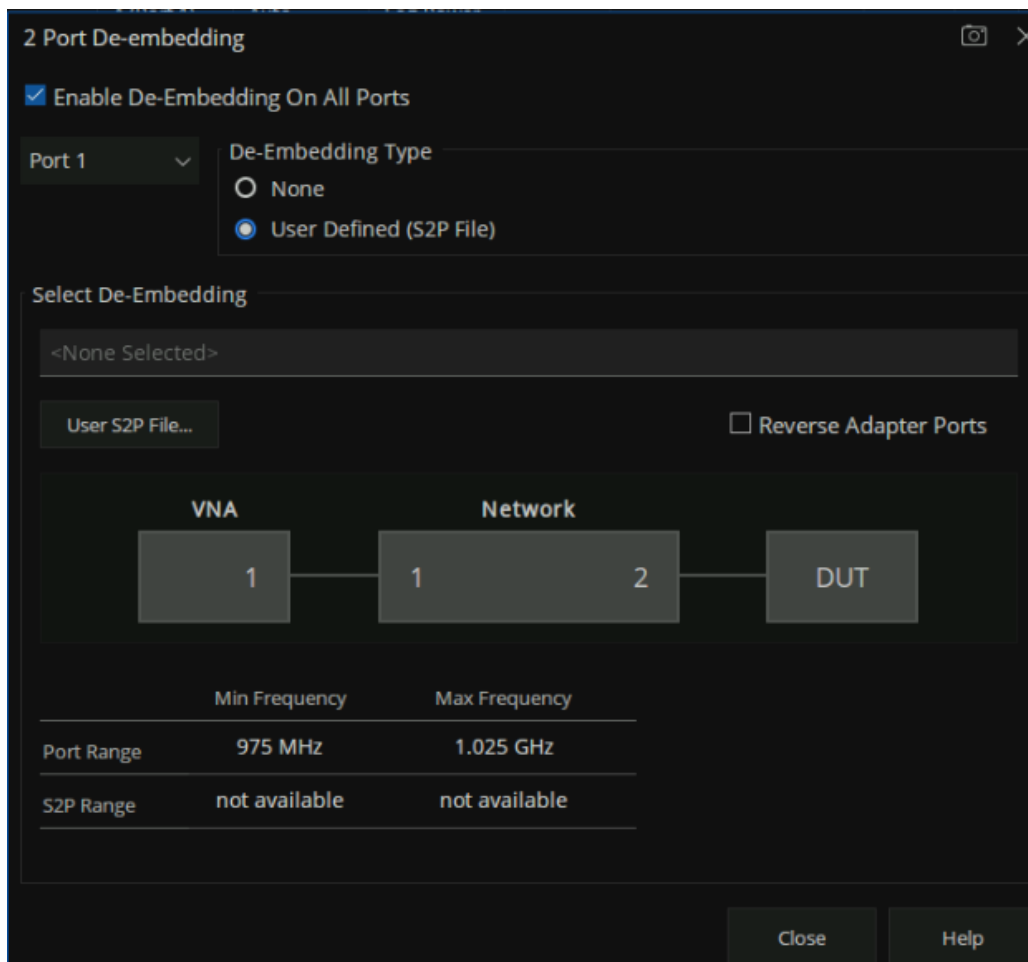 2 Port De-embedding
Enable De-Embedding On All Ports
Port 1
De-Embedding Type
None
User Defined (S2P File)
Select De-Embedding
<None Selected>
User S2P File...
Reverse Adapter Ports
VNA Network
1 1 2 DUT
Min Frequency Max Frequency
Port Range 975 MHz 1.025 GHz
S2P Range not available not available
Close Help